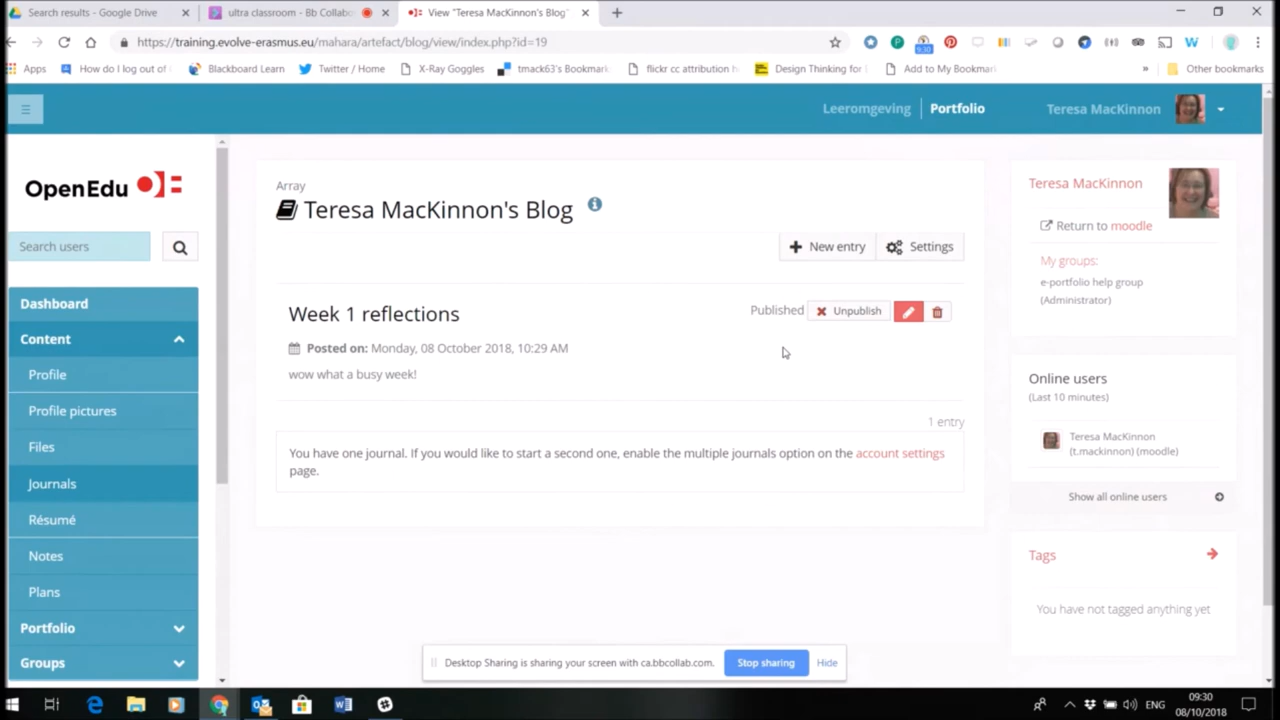 Search results - Google Drive
ultra classroom - Bb Collabo
View "Teresa MacKinnon's Blog"
https://training.evolve-erasmus.eu/mahara/artefact/blog/view/index.php?id=19
9:30
Apps
How do I log out of
Blackboard Learn
Twitter / Home
X-Ray Goggles
tmack63's Bookmark
flickr cc attribution h
Design Thinking for
Add to My Bookmar
»
Other bookmarks
Leeromgeving
Portfolio
Teresa MacKinnon
OpenEdu
Search users
Dashboard
Content
Profile
Profile pictures
Files
Journals
Résumé
Notes
Plans
Portfolio
Groups
Array
Teresa MacKinnon's Blog
New entry
Settings
Week 1 reflections
Published
Unpublish
Posted on: Monday, 08 October 2018, 10:29 AM
wow what a busy week!
1 entry
You have one journal. If you would like to start a second one, enable the multiple journals option on the account settings
page.
Teresa MacKinnon
Return to moodle
My groups:
e-portfolio help group
(Administrator)
Online users
(Last 10 minutes)
Teresa MacKinnon
(t.mackinnon) (moodle)
Show all online users
Tags
You have not tagged anything yet
Desktop Sharing is sharing your screen with ca.bbcollab.com.
Stop sharing
Hide
ENG
09:30
08/10/2018